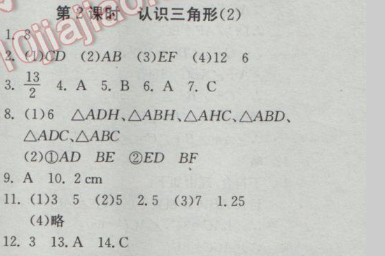 第2课时 认识三角形(2)
1. 3
2. (1)CD (2)AB (3)EF (4)12 6
3. 13/2 4. A 5. B 6. A 7. C
8. (1)6 △ADH、△ABH、△AHC、△ABD、
△ADC、△ABC
(2)①AD BE ②ED BF
9. A 10. 2 cm
11. (1)3 5 (2)5 2.5 (3)7 1.25
(4)略
12. 3 13. A 14. C